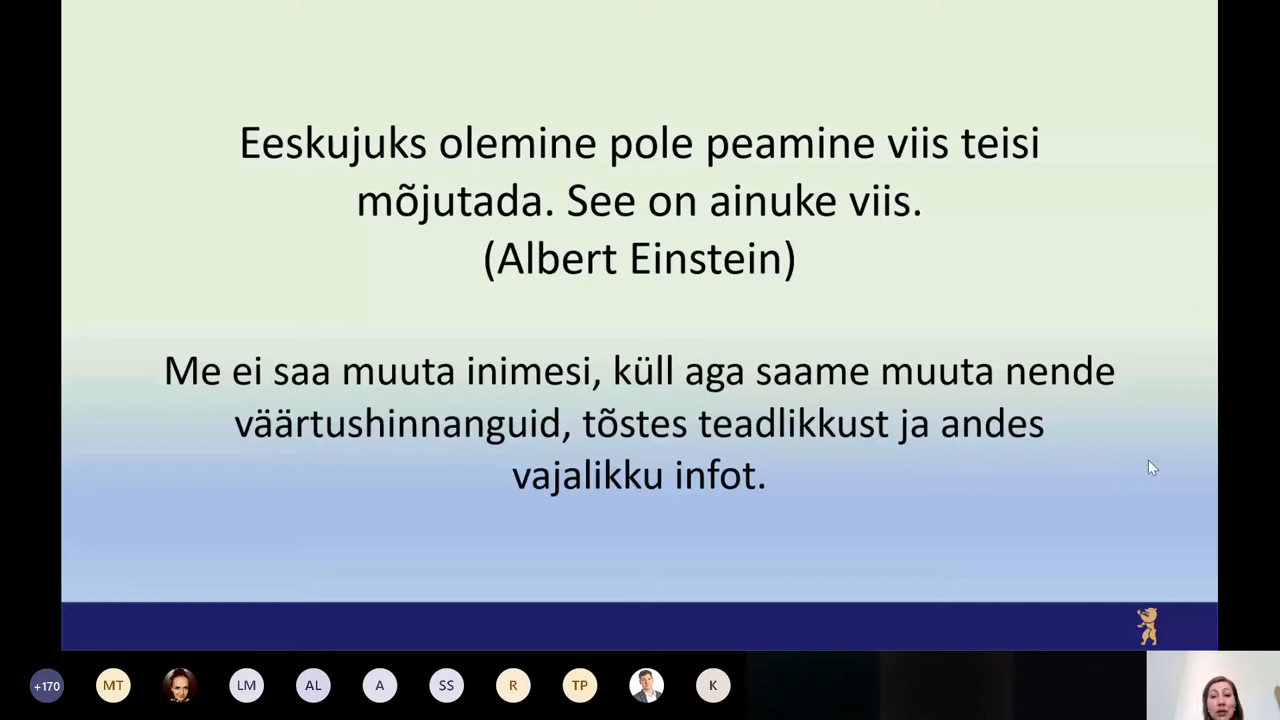 Eeskujuks olemine pole peamine viis teisi
mõjutada. See on ainuke viis.
(Albert Einstein)
Me ei saa muuta inimesi, küll aga saame muuta nende
väärtushinnanguid, tõstes teadlikkust ja andes
vajalikku infot.
+170 MT LM AL A SS R TP K